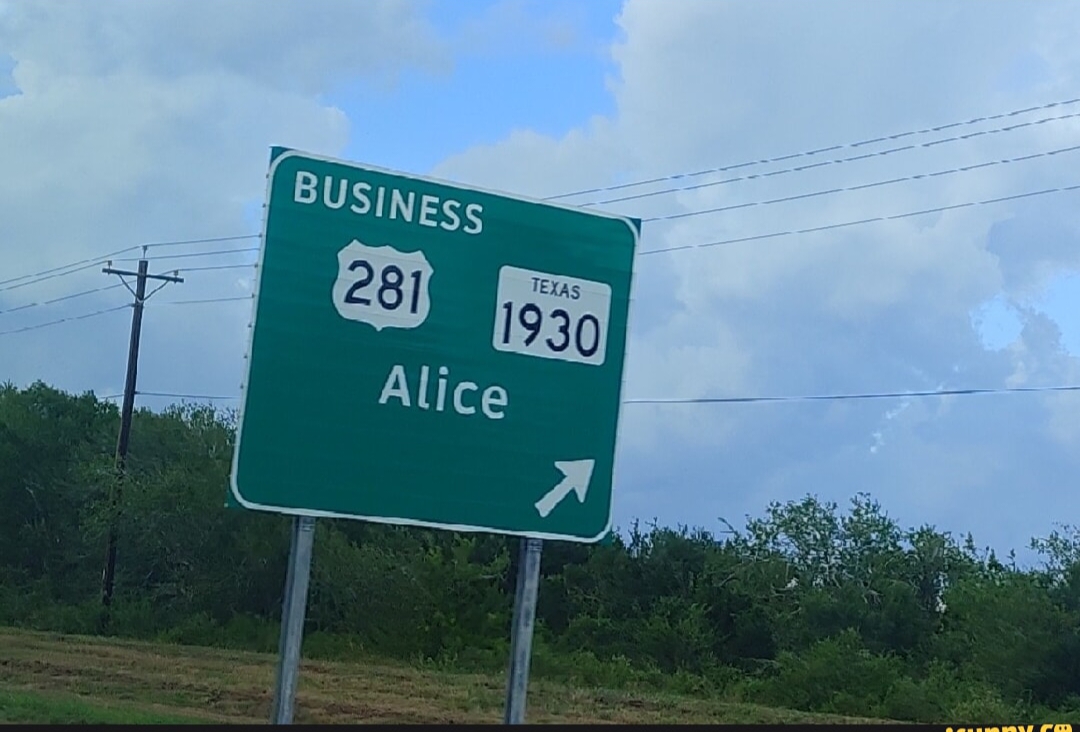 BUSINESS
281
TEXAS
1930
Alice